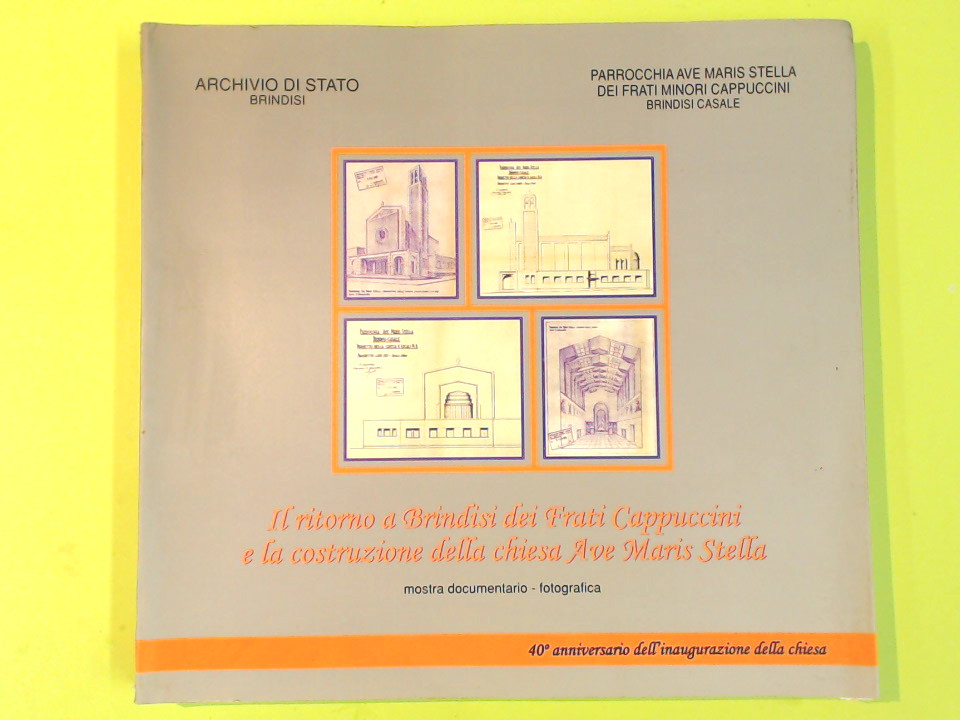 ARCHIVIO DI STATO
BRINDISI
PARROCCHIA AVE MARIS STELLA
DEI FRATI MINORI CAPPUCCINI
BRINDISI CASALE
Il ritorno a Brindisi dei Frati Cappuccini
e la costruzione della chiesa Ave Maris Stella
mostra documentario - fotografica
40° anniversario dell'inaugurazione della chiesa